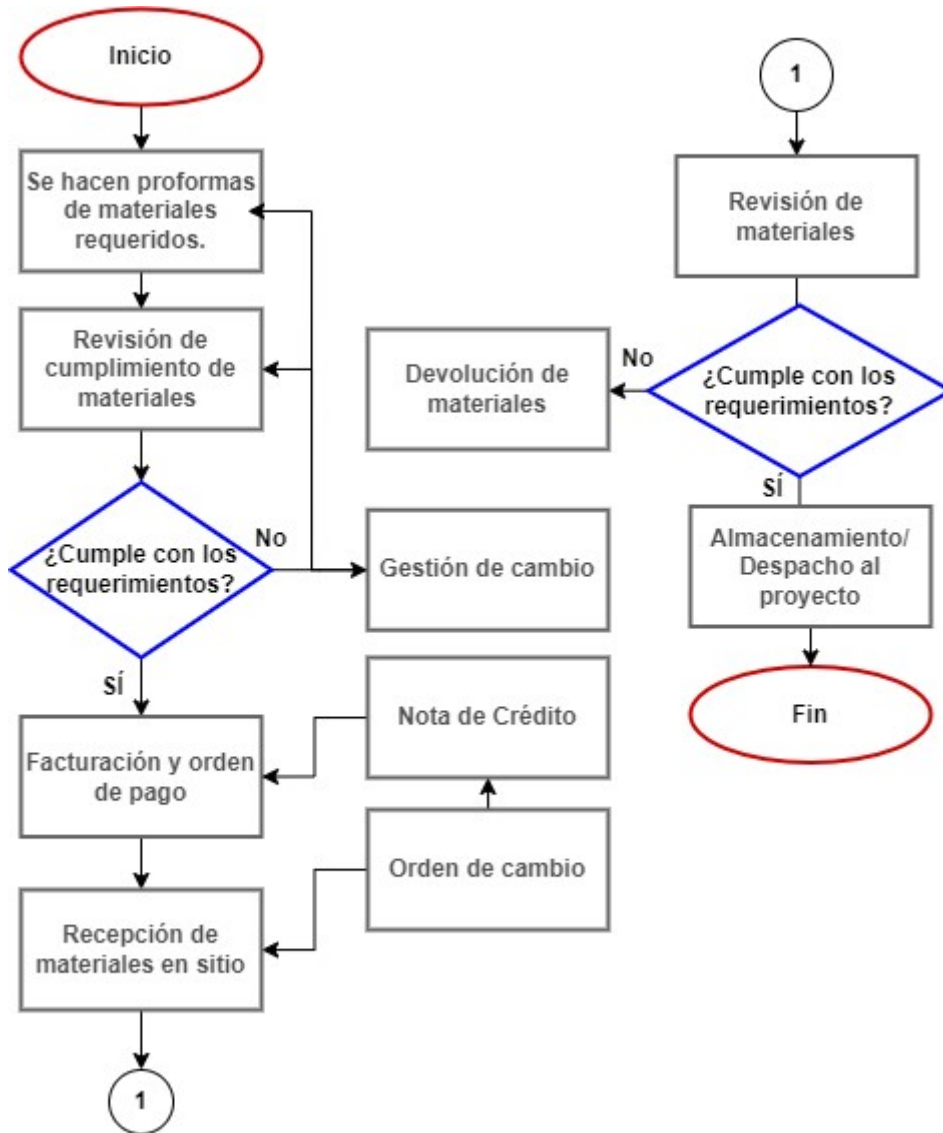 Inicio
Se hacen proformas
de materiales
requeridos.
Revisión de
cumplimiento de
materiales
¿Cumple con los
requerimientos?
No
Gestión de cambio
SÍ
Facturación y orden
de pago
Nota de Crédito
Orden de cambio
Recepción de
materiales en sitio
1
1
Revisión de
materiales
¿Cumple con los
requerimientos?
No
Devolución de
materiales
SÍ
Almacenamiento/
Despacho al
proyecto
Fin